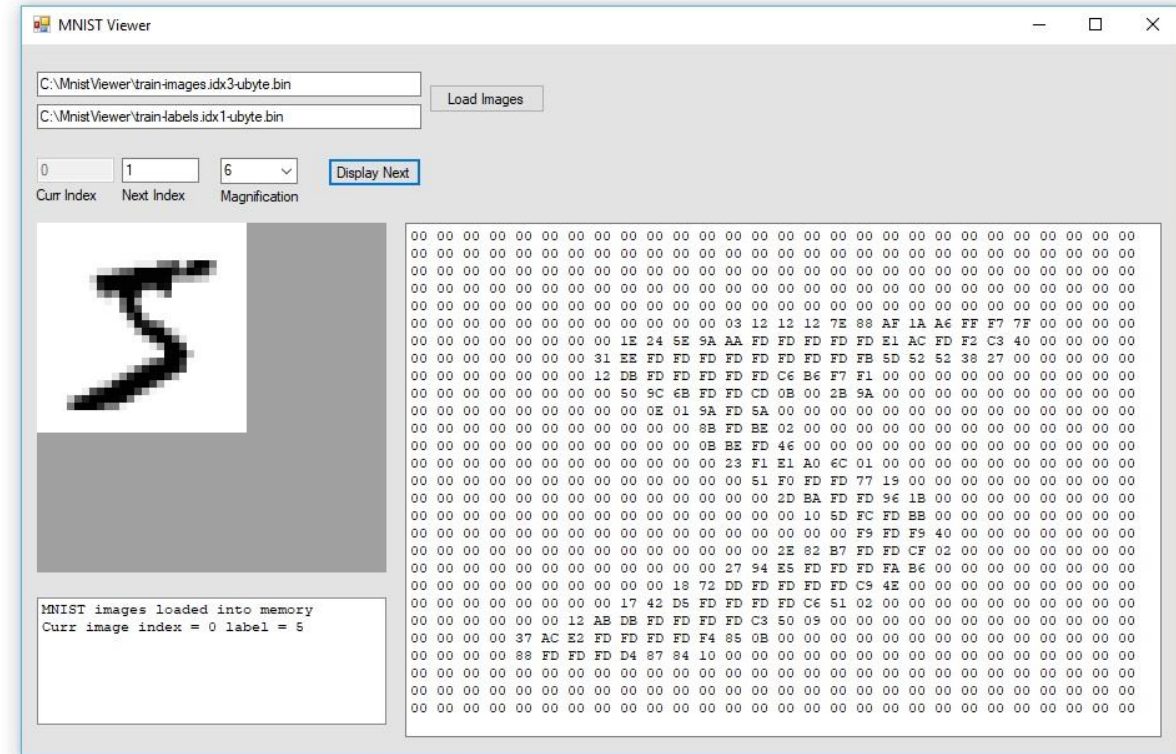 MNIST Viewer
C:\MnistViewer\train-images.idx3-ubyte.bin
Load Images
C:\MnistViewer\train-labels.idx1-ubyte.bin
0 1 6 Display Next
Curr Index Next Index Magnification
00 00 00 00 00 00 00 00 00 00 00 00 00 00 00 00 00 00 00 00 00 00 00 00 00 00 00 00
00 00 00 00 00 00 00 00 00 00 00 00 00 00 00 00 00 00 00 00 00 00 00 00 00 00 00 00
00 00 00 00 00 00 00 00 00 00 00 00 00 00 00 00 00 00 00 00 00 00 00 00 00 00 00 00
00 00 00 00 00 00 00 00 00 00 00 00 00 00 00 00 00 00 00 00 00 00 00 00 00 00 00 00
00 00 00 00 00 00 00 00 00 00 00 00 00 00 00 00 00 00 00 00 00 00 00 00 00 00 00 00
00 00 00 00 00 00 00 00 00 00 00 00 03 12 12 12 7E 88 AF 1A A6 FF F7 7F 00 00 00 00
00 00 00 00 00 00 00 00 1E 24 5E 9A AA FD FD FD FD FD E1 AC FD F2 C3 40 00 00 00 00
00 00 00 00 00 00 00 31 EE FD FD FD FD FD FD FD FD FB 5D 52 52 38 27 00 00 00 00 00
00 00 00 00 00 00 00 12 DB FD FD FD FD FD C6 B6 F7 F1 00 00 00 00 00 00 00 00 00 00
00 00 00 00 00 00 00 00 50 9C 6B FD FD CD 0B 00 2B 9A 00 00 00 00 00 00 00 00 00 00
00 00 00 00 00 00 00 00 00 0E 01 9A FD 5A 00 00 00 00 00 00 00 00 00 00 00 00 00 00
00 00 00 00 00 00 00 00 00 00 00 8B FD BE 02 00 00 00 00 00 00 00 00 00 00 00 00 00
00 00 00 00 00 00 00 00 00 00 00 0B BE FD 46 00 00 00 00 00 00 00 00 00 00 00 00 00
00 00 00 00 00 00 00 00 00 00 00 00 23 F1 E1 A0 6C 01 00 00 00 00 00 00 00 00 00 00
00 00 00 00 00 00 00 00 00 00 00 00 00 51 F0 FD FD 77 19 00 00 00 00 00 00 00 00 00
00 00 00 00 00 00 00 00 00 00 00 00 00 00 2D BA FD FD 96 1B 00 00 00 00 00 00 00 00
00 00 00 00 00 00 00 00 00 00 00 00 00 00 00 10 5D FC FD BB 00 00 00 00 00 00 00 00
00 00 00 00 00 00 00 00 00 00 00 00 00 00 00 00 00 F9 FD F9 40 00 00 00 00 00 00 00
00 00 00 00 00 00 00 00 00 00 00 00 00 00 2E 82 B7 FD FD CF 02 00 00 00 00 00 00 00
00 00 00 00 00 00 00 00 00 00 00 00 27 94 E5 FD FD FD FA B6 00 00 00 00 00 00 00 00
00 00 00 00 00 00 00 00 00 00 18 72 DD FD FD FD FD C9 4E 00 00 00 00 00 00 00 00 00
00 00 00 00 00 00 00 00 17 42 D5 FD FD FD FD C6 51 02 00 00 00 00 00 00 00 00 00 00
00 00 00 00 00 00 12 AB DB FD FD FD FD C3 50 09 00 00 00 00 00 00 00 00 00 00 00 00
00 00 00 00 37 AC E2 FD FD FD FD F4 85 0B 00 00 00 00 00 00 00 00 00 00 00 00 00 00
00 00 00 00 88 FD FD FD D4 87 84 10 00 00 00 00 00 00 00 00 00 00 00 00 00 00 00 00
00 00 00 00 00 00 00 00 00 00 00 00 00 00 00 00 00 00 00 00 00 00 00 00 00 00 00 00
00 00 00 00 00 00 00 00 00 00 00 00 00 00 00 00 00 00 00 00 00 00 00 00 00 00 00 00
00 00 00 00 00 00 00 00 00 00 00 00 00 00 00 00 00 00 00 00 00 00 00 00 00 00 00 00
MNIST images loaded into memory
Curr image index = 0 label = 5